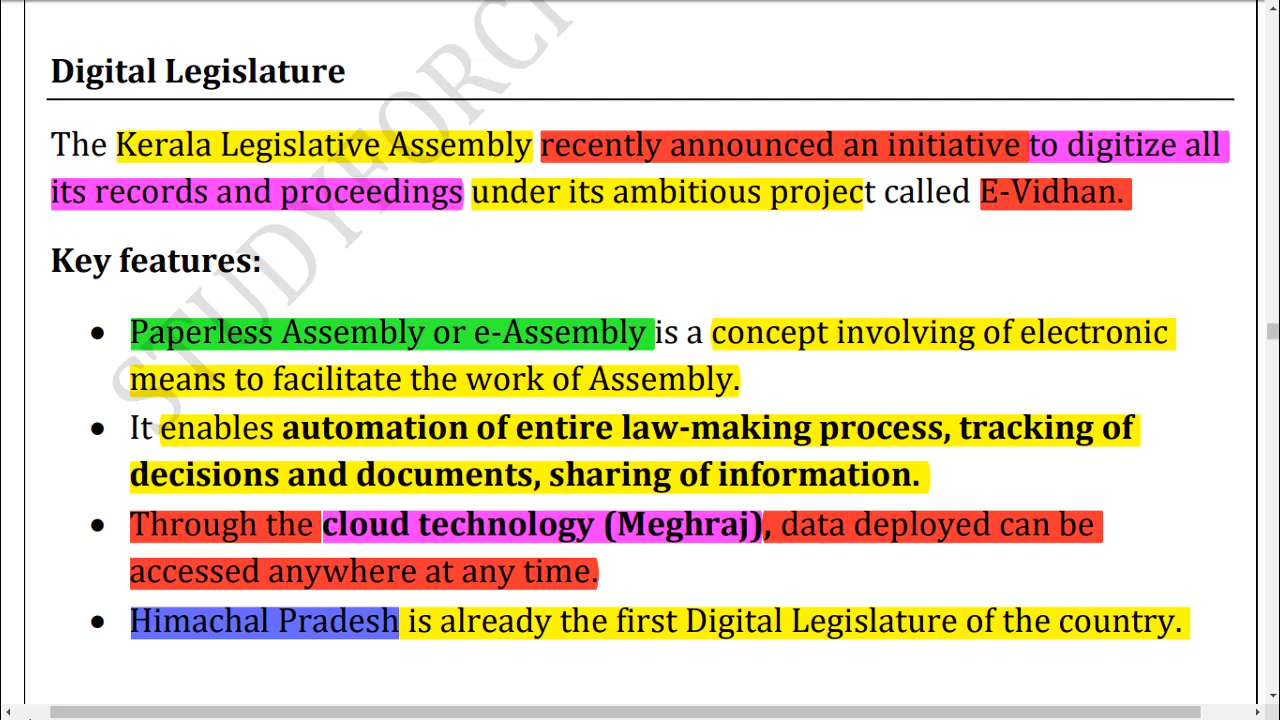 Digital Legislature
The Kerala Legislative Assembly recently announced an initiative to digitize all
its records and proceedings under its ambitious project called E-Vidhan.
Key features:
• Paperless Assembly or e-Assembly is a concept involving of electronic
means to facilitate the work of Assembly.
• It enables automation of entire law-making process, tracking of
decisions and documents, sharing of information.
• Through the cloud technology (Meghraj), data deployed can be
accessed anywhere at any time.
• Himachal Pradesh is already the first Digital Legislature of the country.
STUDYFORCI